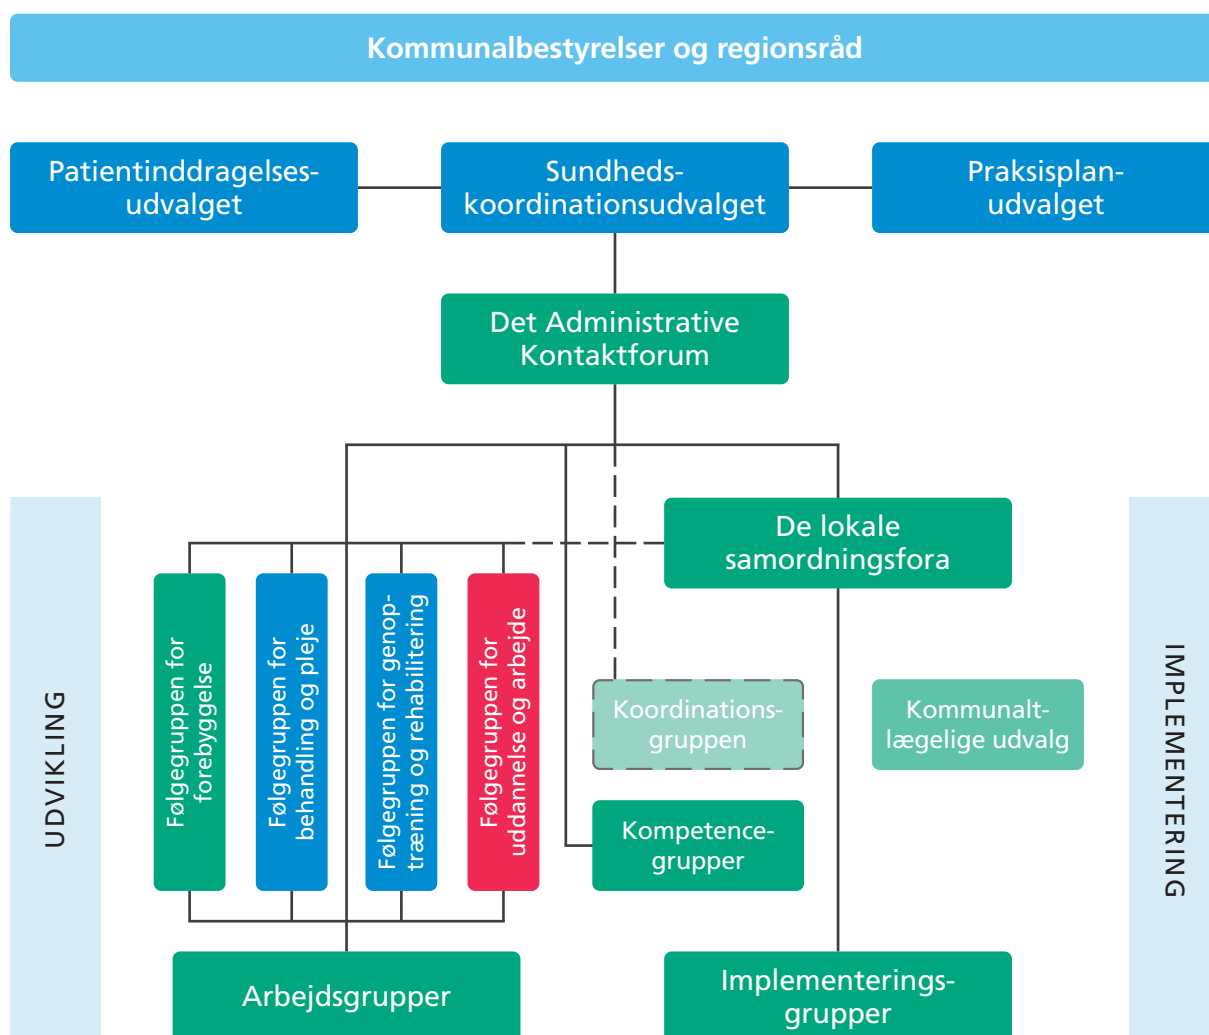 Kommunalbestyrelser og regionsråd
Patientinddragelses-
udvalget
Sundheds-
koordinationsudvalget
Praksisplan-
udvalget
Det Administrative
Kontaktforum
De lokale
samordningsfora
UDVIKLING
Følgegruppen for
forebyggelse
Følgegruppen for
behandling og pleje
Følgegruppen for genop-
træning og rehabilitering
Følgegruppen for
uddannelse og arbejde
Koordinations-
gruppen
Kommunalt-
lægelige udvalg
Kompetence-
grupper
IMPLEMENTERING
Arbejdsgrupper
Implementerings-
grupper